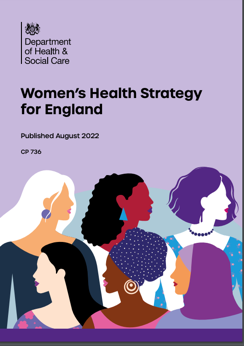 Department
of Health &
Social Care
Women's Health Strategy
for England
Published August 2022
CP 736